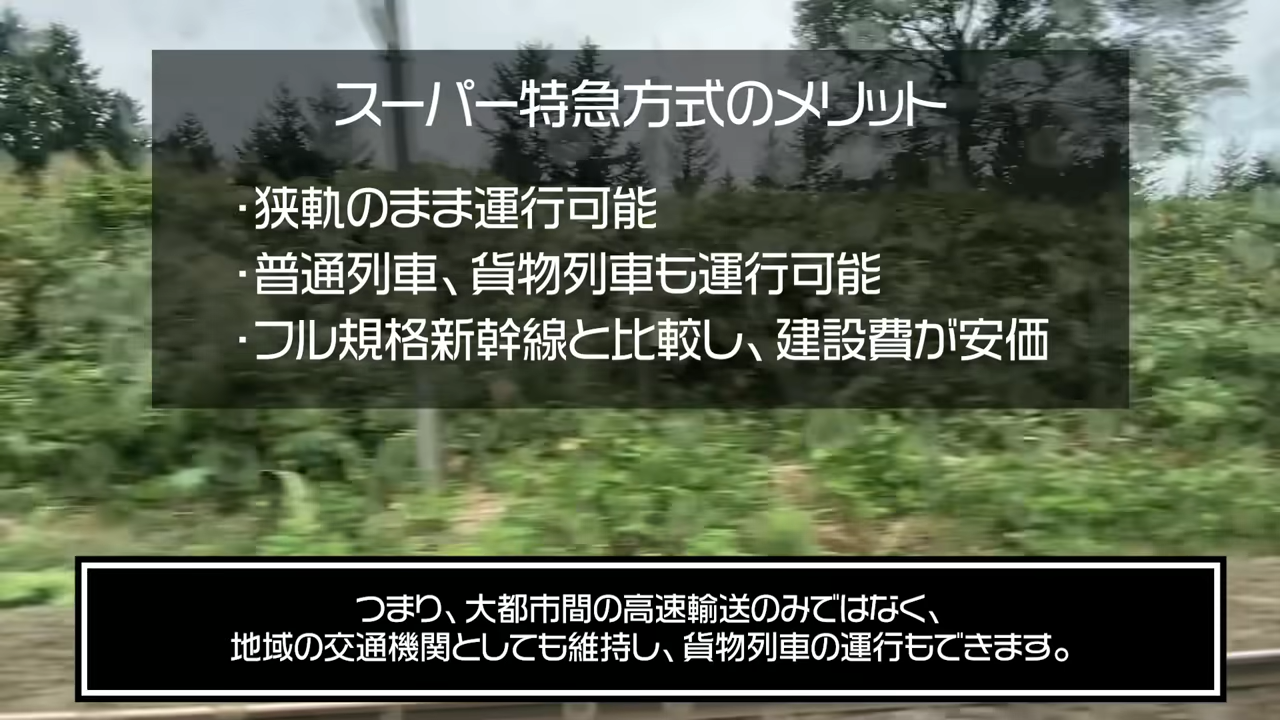 スーパー特急方式のメリット
・狭軌のまま運行可能
・普通列車、貨物列車も運行可能
・フル規格新幹線と比較し、建設費が安価
つまり、大都市間の高速輸送のみではなく、
地域の交通機関としても維持し、貨物列車の運行もできます。